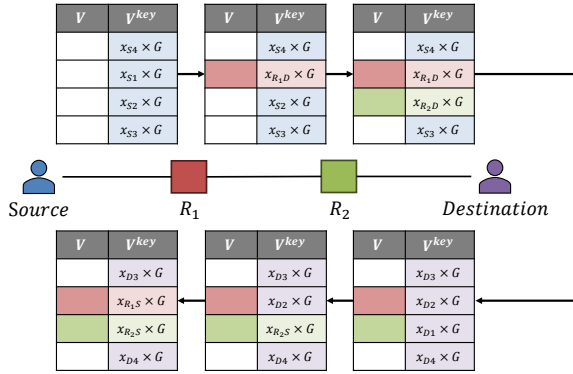 V V^key V V^key V V^key
x_S4 × G x_S4 × G x_S4 × G
x_S1 × G x_R1D × G x_R1D × G
x_S2 × G x_S2 × G x_R2D × G
x_S3 × G x_S3 × G x_S3 × G
Source R_1 R_2 Destination
V V^key V V^key V V^key
x_D3 × G x_D3 × G x_D3 × G
x_R1S × G x_D2 × G x_D2 × G
x_R2S × G x_R2S × G x_D1 × G
x_D4 × G x_D4 × G x_D4 × G